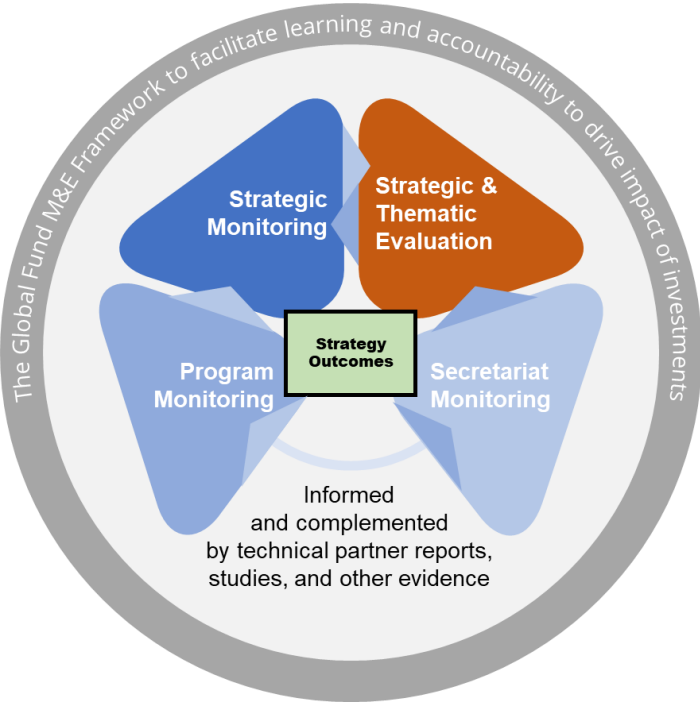 The Global Fund M&E Framework to facilitate learning and accountability to drive impact of investments
Strategic
Monitoring
Strategic &
Thematic
Evaluation
Strategy
Outcomes
Program
Monitoring
Secretariat
Monitoring
Informed
and complemented
by technical partner reports,
studies, and other evidence